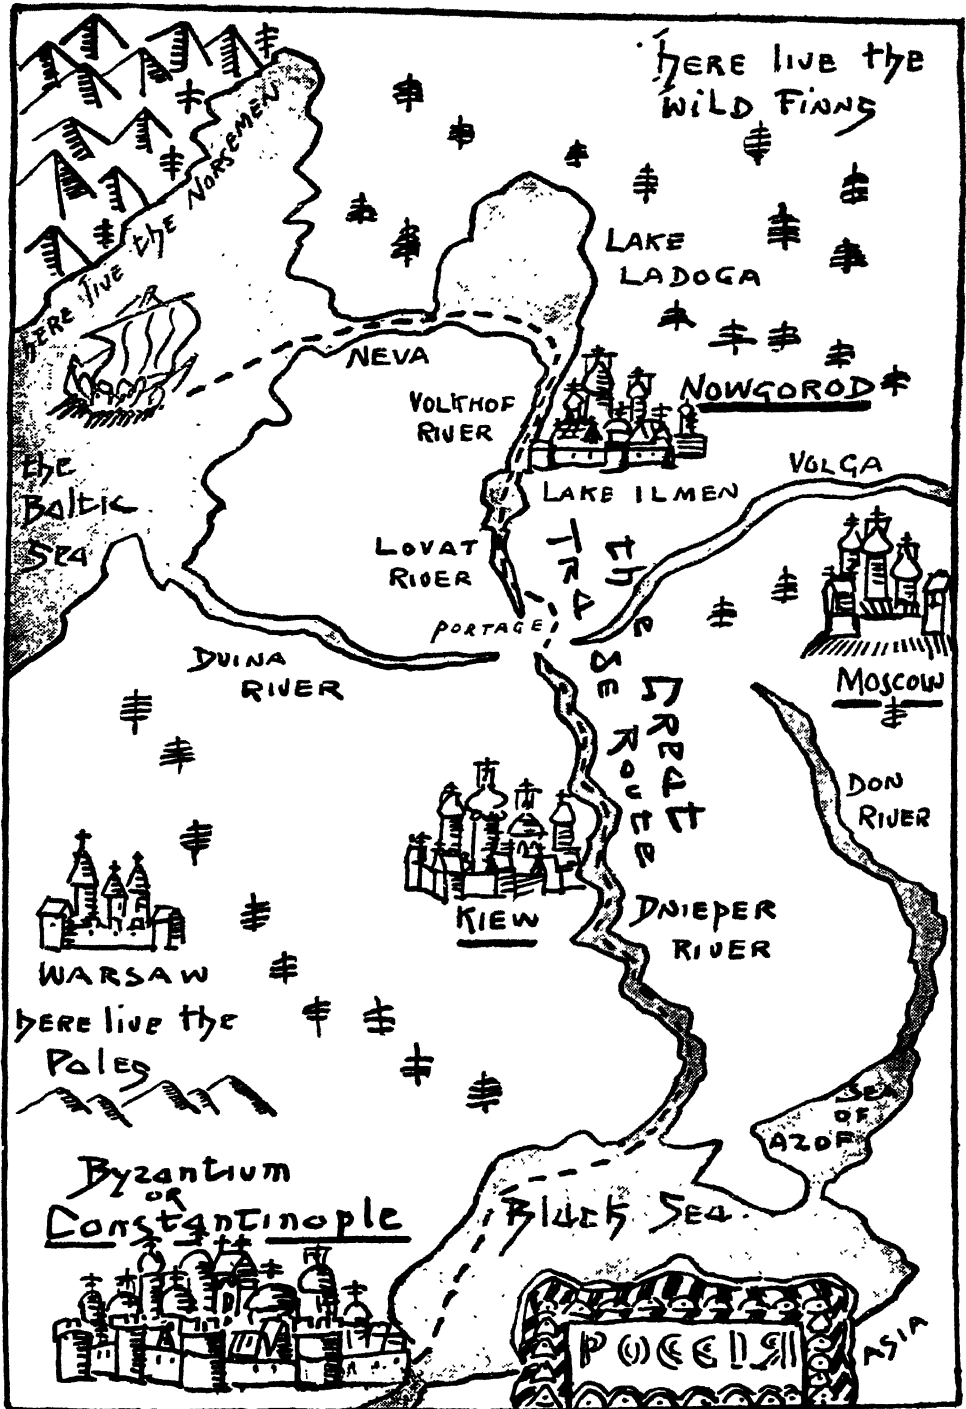 here live the
Wild Finns
here live the Norsemen
Lake
Ladoga
Neva
Nowgorod
Volkhof
River
Volga
the
Baltic
Sea
Lake Ilmen
Lovat
River
the Great
Trade Route
Portage
Duina
River
Moscow
Don
River
Kiew
Dnieper
River
Warsaw
here live the
Poles
Sea
of
Azof
Byzantium
or
Constantinople
Black Sea
Asia